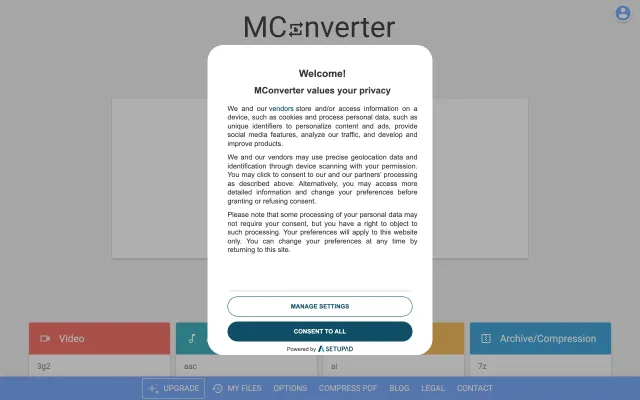 MConverter
Welcome!
MConverter values your privacy
We and our vendors store and/or access information on a
device, such as cookies and process personal data, such as
unique identifiers to personalize content and ads, provide
social media features, analyze our traffic, and develop and
improve products.
We and our vendors may use precise geolocation data and
identification through device scanning with your permission.
You may click to consent to our and our partners' processing
as described above. Alternatively, you may access more
detailed information and change your preferences before
granting or refusing consent.
Please note that some processing of your personal data may
not require your consent, but you have a right to object to
such processing. Your preferences will apply to this website
only. You can change your preferences at any time by
returning to this site.
MANAGE SETTINGS
CONSENT TO ALL
Powered by SETUPAD
Video
Archive/Compression
3g2
aac
ai
7z
UPGRADE
MY FILES
OPTIONS
COMPRESS PDF
BLOG
LEGAL
CONTACT